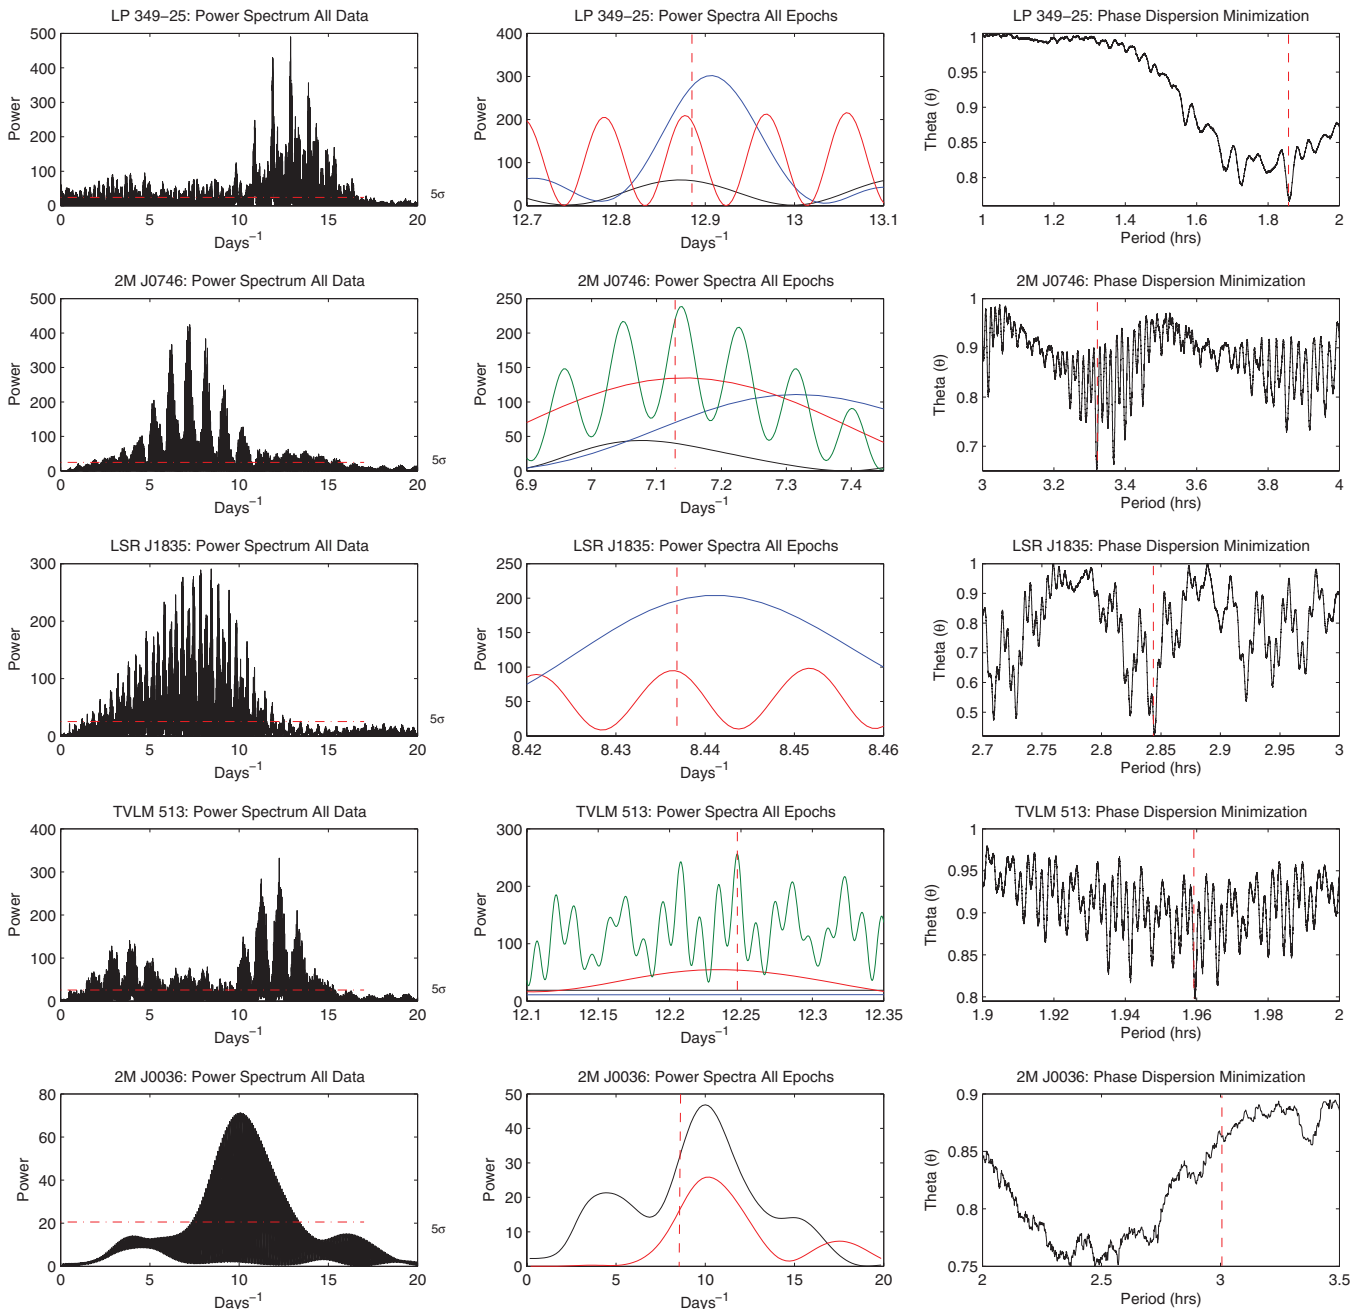 LP 349−25: Power Spectrum All Data
500
400
300
200
100
0
Power
5σ
0 5 10 15 20
Days−1
LP 349−25: Power Spectra All Epochs
400
300
200
100
0
Power
12.7 12.8 12.9 13 13.1
Days−1
LP 349−25: Phase Dispersion Minimization
1
0.95
0.9
0.85
0.8
Theta (θ)
1 1.2 1.4 1.6 1.8 2
Period (hrs)
2M J0746: Power Spectrum All Data
500
400
300
200
100
0
Power
5σ
0 5 10 15 20
Days−1
2M J0746: Power Spectra All Epochs
250
200
150
100
50
0
Power
6.9 7 7.1 7.2 7.3 7.4
Days−1
2M J0746: Phase Dispersion Minimization
1
0.9
0.8
0.7
Theta (θ)
3 3.2 3.4 3.6 3.8 4
Period (hrs)
LSR J1835: Power Spectrum All Data
300
200
100
0
Power
5σ
0 5 10 15 20
Days−1
LSR J1835: Power Spectra All Epochs
250
200
150
100
50
0
Power
8.42 8.43 8.44 8.45 8.46
Days−1
LSR J1835: Phase Dispersion Minimization
1
0.9
0.8
0.7
0.6
0.5
Theta (θ)
2.7 2.75 2.8 2.85 2.9 2.95 3
Period (hrs)
TVLM 513: Power Spectrum All Data
400
300
200
100
0
Power
5σ
0 5 10 15 20
Days−1
TVLM 513: Power Spectra All Epochs
300
200
100
0
Power
12.1 12.15 12.2 12.25 12.3 12.35
Days−1
TVLM 513: Phase Dispersion Minimization
1
0.95
0.9
0.85
0.8
Theta (θ)
1.9 1.92 1.94 1.96 1.98 2
Period (hrs)
2M J0036: Power Spectrum All Data
80
60
40
20
0
Power
5σ
0 5 10 15 20
Days−1
2M J0036: Power Spectra All Epochs
50
40
30
20
10
0
Power
0 5 10 15 20
Days−1
2M J0036: Phase Dispersion Minimization
0.9
0.85
0.8
0.75
Theta (θ)
2 2.5 3 3.5
Period (hrs)